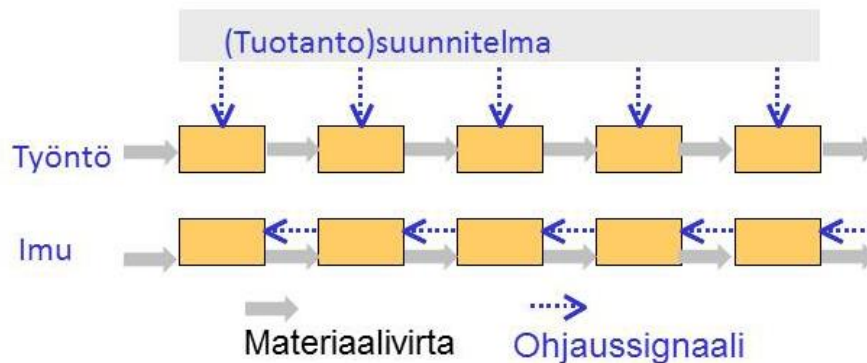 (Tuotanto)suunnitelma
Työntö
Imu
Materiaalivirta
Ohjaussignaali